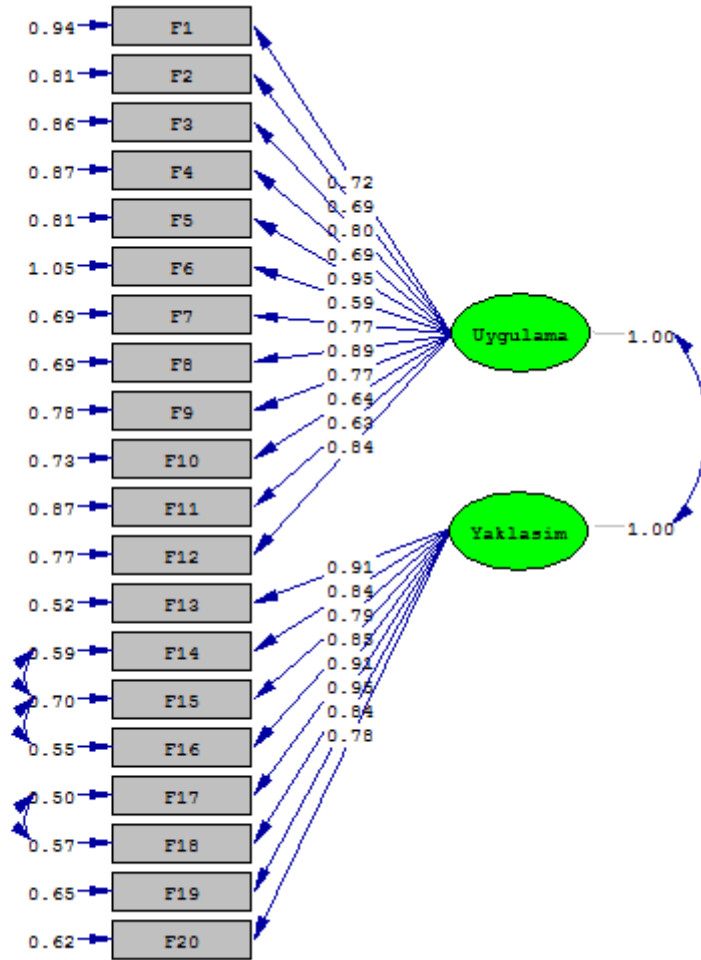 0.94 F1
0.81 F2
0.86 F3
0.87 F4
0.72
0.81 F5
0.69
0.80
0.69
1.05 F6
0.95
0.59
0.69 F7
0.77
Uygulama 1.00
0.89
0.69 F8
0.77
0.64
0.78 F9
0.63
0.84
0.73 F10
0.87 F11
Yaklasim 1.00
0.77 F12
0.91
0.84
0.52 F13
0.79
0.83
0.59 F14
0.91
0.95
0.70 F15
0.84
0.78
0.55 F16
0.50 F17
0.57 F18
0.65 F19
0.62 F20